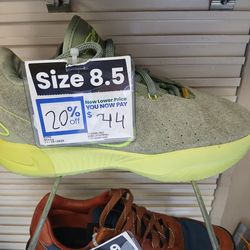 Size 8.5
Now Lower Price
20% off
YOU NOW PAY
$ 44